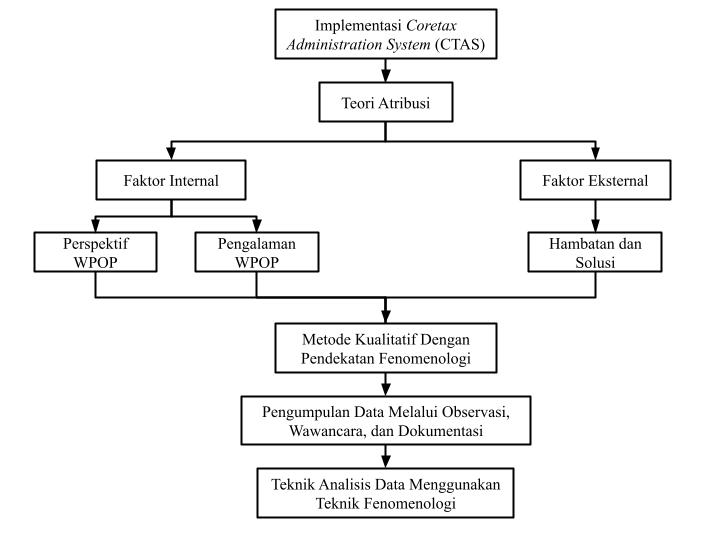 Implementasi Coretax
Administration System (CTAS)
Teori Atribusi
Faktor Internal
Faktor Eksternal
Perspektif
WPOP
Pengalaman
WPOP
Hambatan dan
Solusi
Metode Kualitatif Dengan
Pendekatan Fenomenologi
Pengumpulan Data Melalui Observasi,
Wawancara, dan Dokumentasi
Teknik Analisis Data Menggunakan
Teknik Fenomenologi